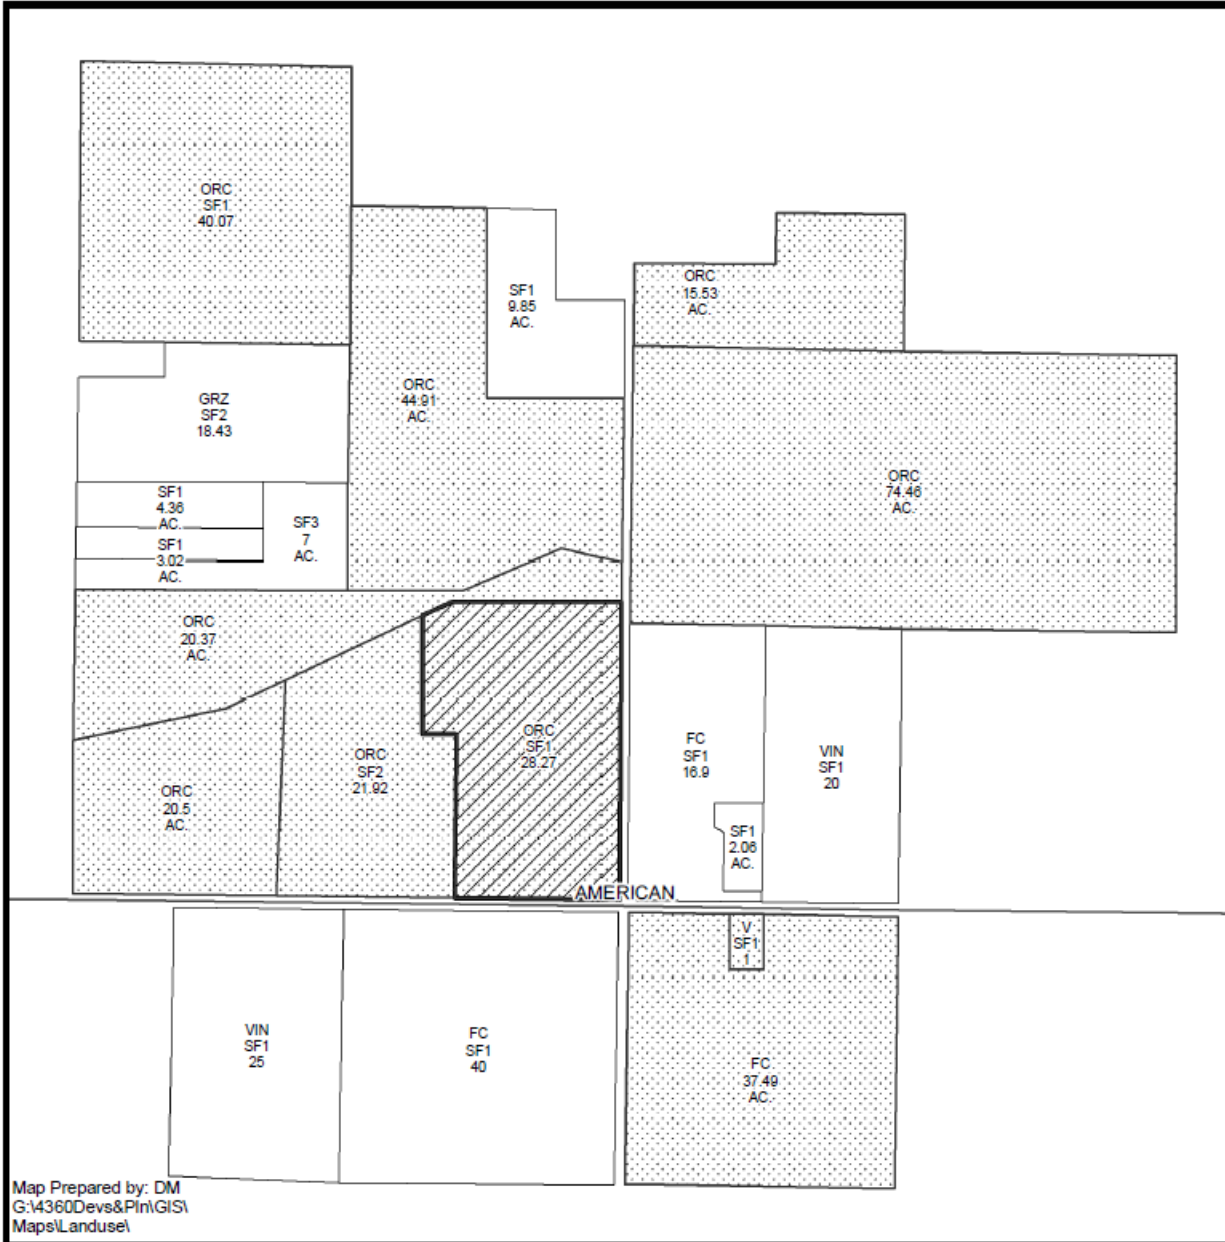 ORC
SF1
40.07
ORC
15.53
AC.
SF1
9.85
AC.
ORC
44.91
AC.
GRZ
SF2
18.43
ORC
74.46
AC.
SF1
4.36
AC.
SF3
7
AC.
SF1
3.02
AC.
ORC
20.37
AC.
ORC
SF1
28.27
FC
SF1
16.9
VIN
SF1
20
ORC
SF2
21.92
ORC
20.5
AC.
SF1
2.06
AC.
AMERICAN
V
SF1
1
VIN
SF1
25
FC
SF1
40
FC
37.49
AC.
Map Prepared by: DM
G:\4360Devs&Pln\GIS\
Maps\Landuse\